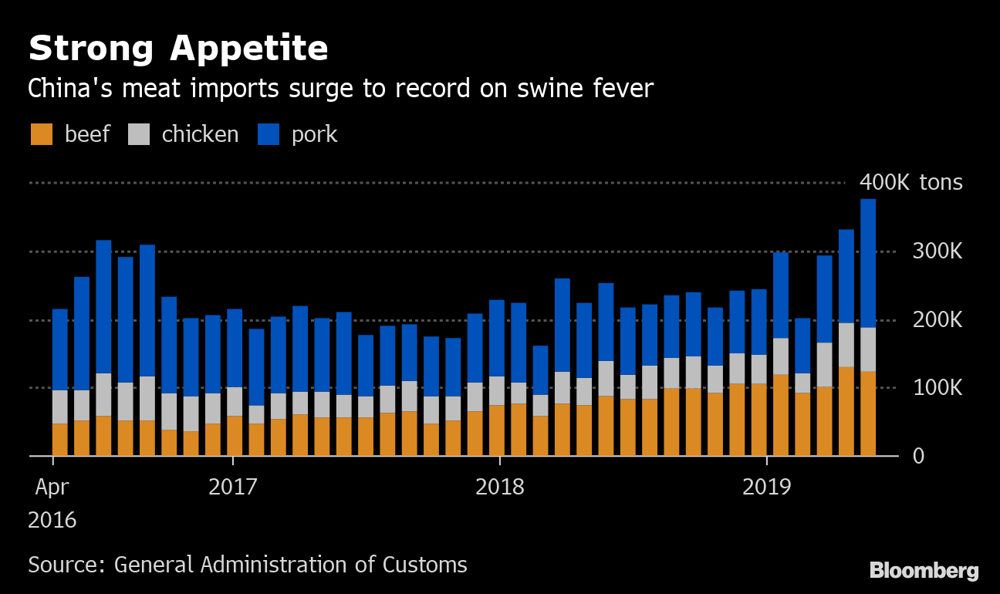 Strong Appetite
China's meat imports surge to record on swine fever
beef chicken pork
400K tons
300K
200K
100K
0
Apr 2017 2018 2019
2016
Source: General Administration of Customs
Bloomberg